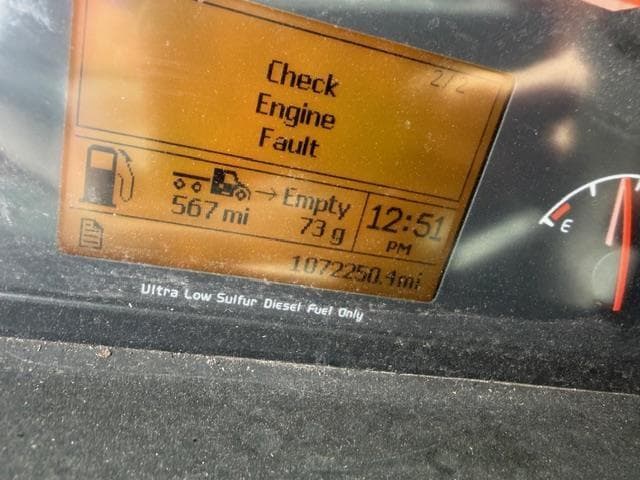 2/2
Check
Engine
Fault
567 mi
→ Empty
73 g
12:51
PM
1072250.4mi
Ultra Low Sulfur Diesel Fuel Only
E